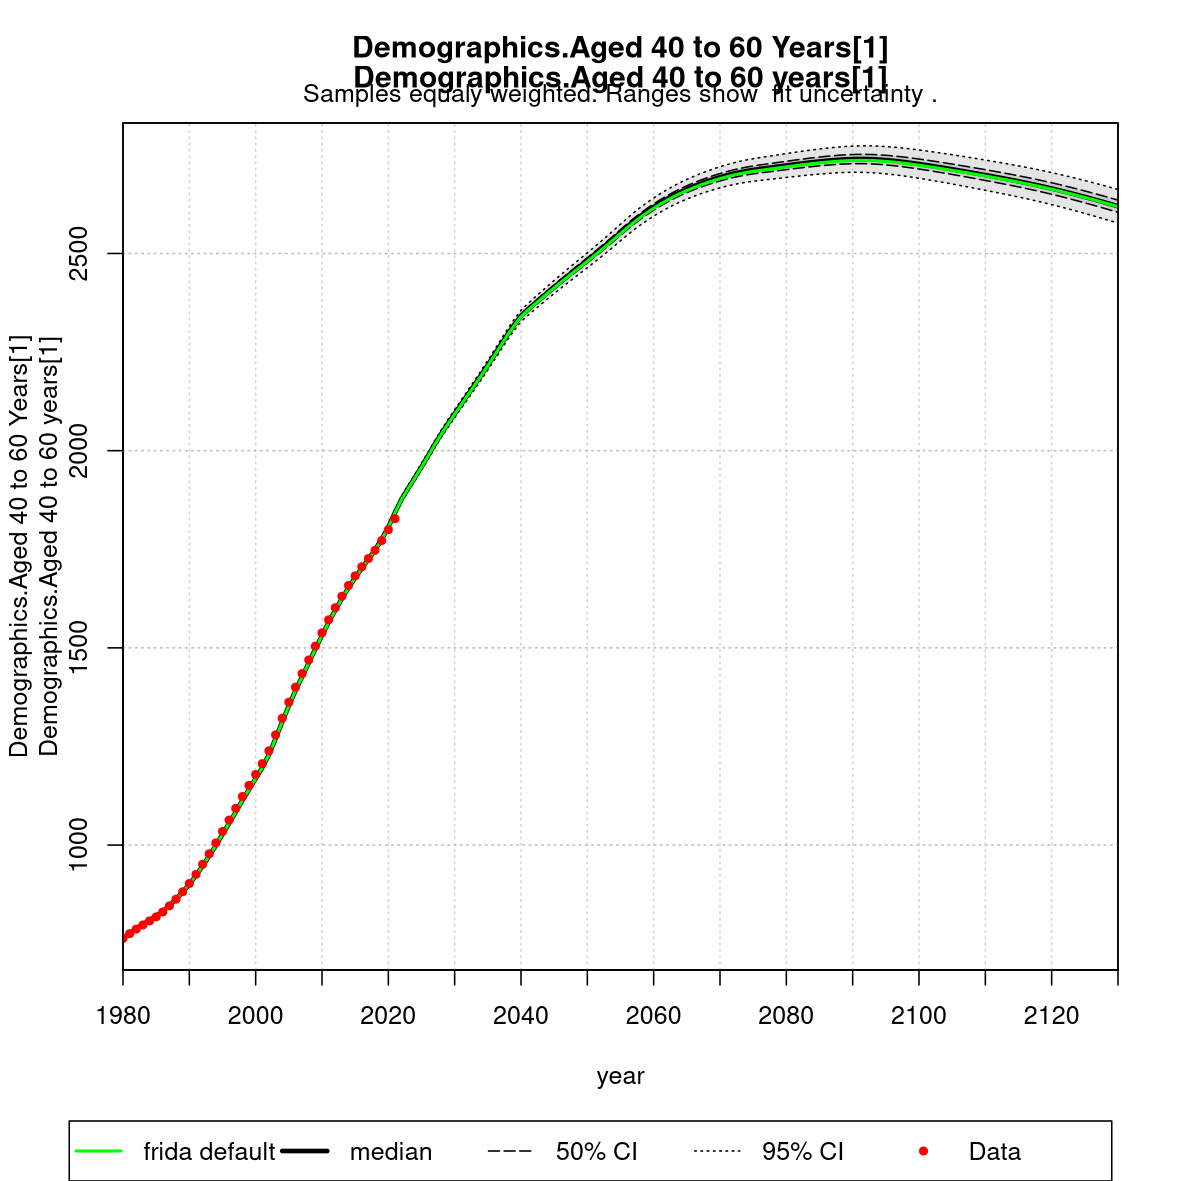 Demographics.Aged 40 to 60 Years[1]
Demographics.Aged 40 to 60 years[1]
Samples equaly weighted. Ranges show  fit uncertainty .
Demographics.Aged 40 to 60 Years[1]
Demographics.Aged 40 to 60 years[1]
2500
2000
1500
1000
1980 2000 2020 2040 2060 2080 2100 2120
year
frida default median 50% CI 95% CI Data